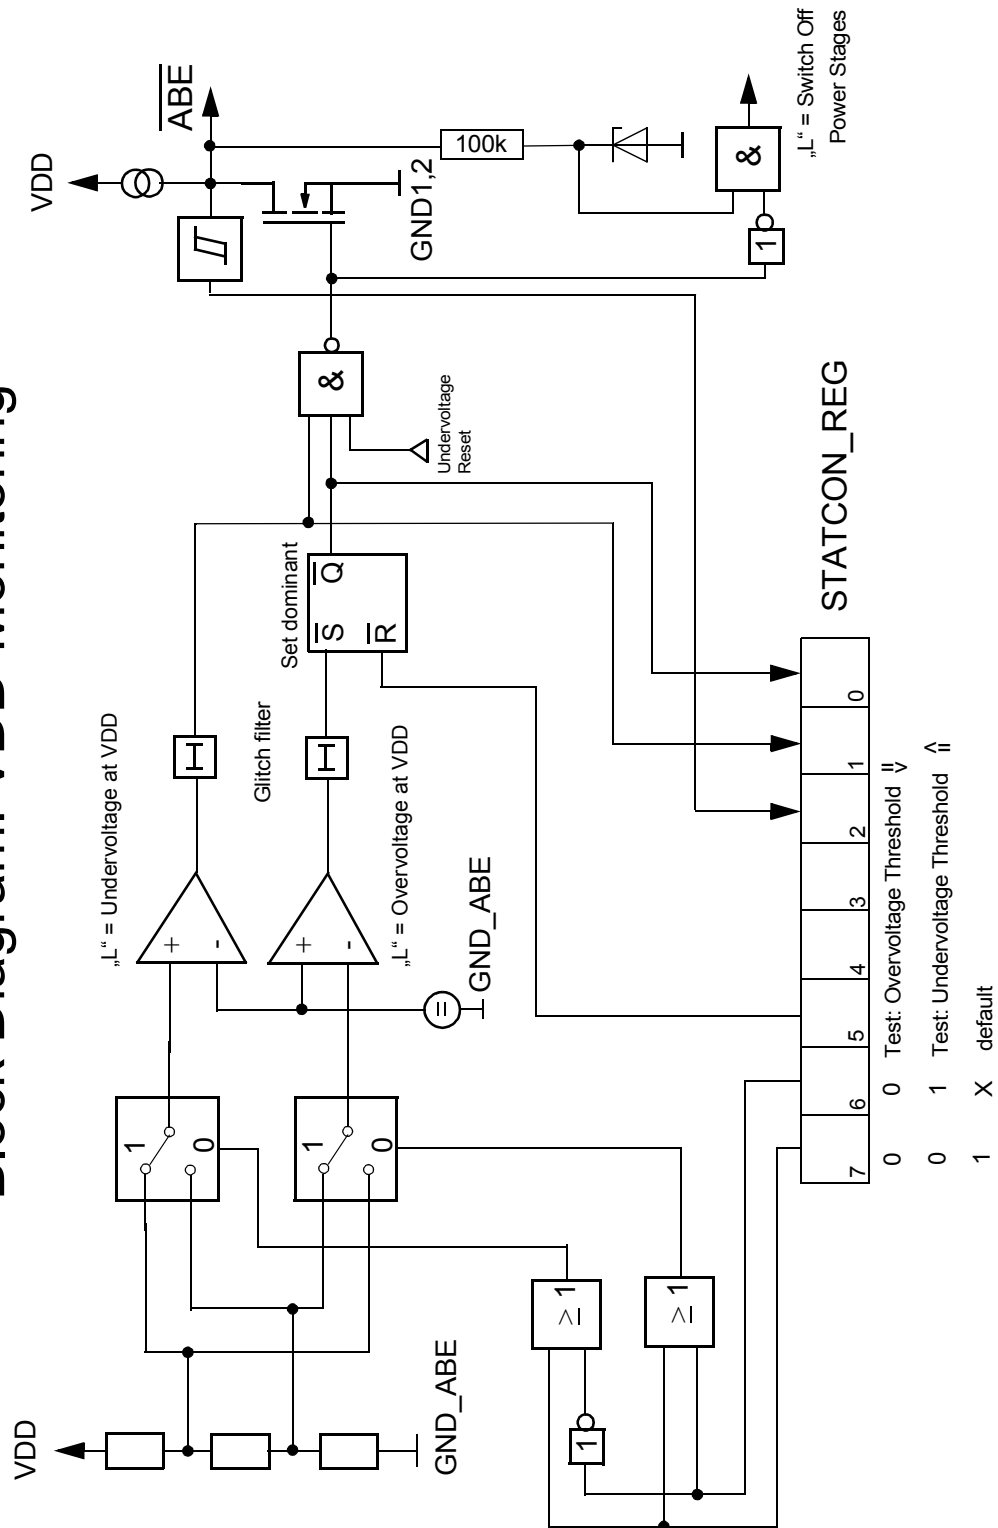 Block Diagram: VDD-Monitoring
VDD
GND_ABE
1
0
1
0
≥1
≥1
1
+
-
+
-
„L“ = Undervoltage at VDD
Glitch filter
„L“ = Overvoltage at VDD
=
GND_ABE
Set dominant
S
R
Q
&
Undervoltage
Reset
VDD
ABE
GND1,2
100k
&
1
„L“ = Switch Off
Power Stages
STATCON_REG
7 6 5 4 3 2 1 0
0 0 Test: Overvoltage Threshold =>
0 1 Test: Undervoltage Threshold =<
1 X default